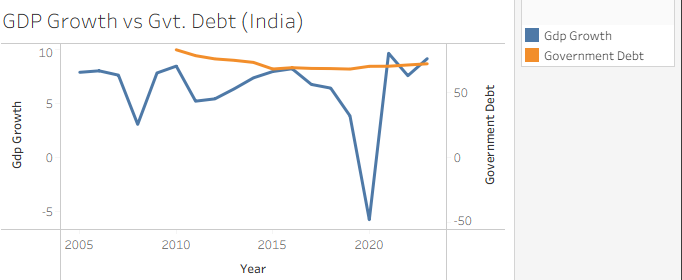 GDP Growth vs Gvt. Debt (India)
Gdp Growth
Government Debt
10
5
0
-5
Gdp Growth
50
0
-50
Government Debt
2005
2010
2015
2020
Year